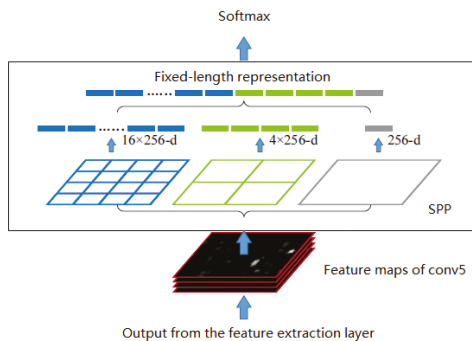 Softmax
Fixed-length representation
......
......
16×256-d
4×256-d
256-d
SPP
Feature maps of conv5
Output from the feature extraction layer